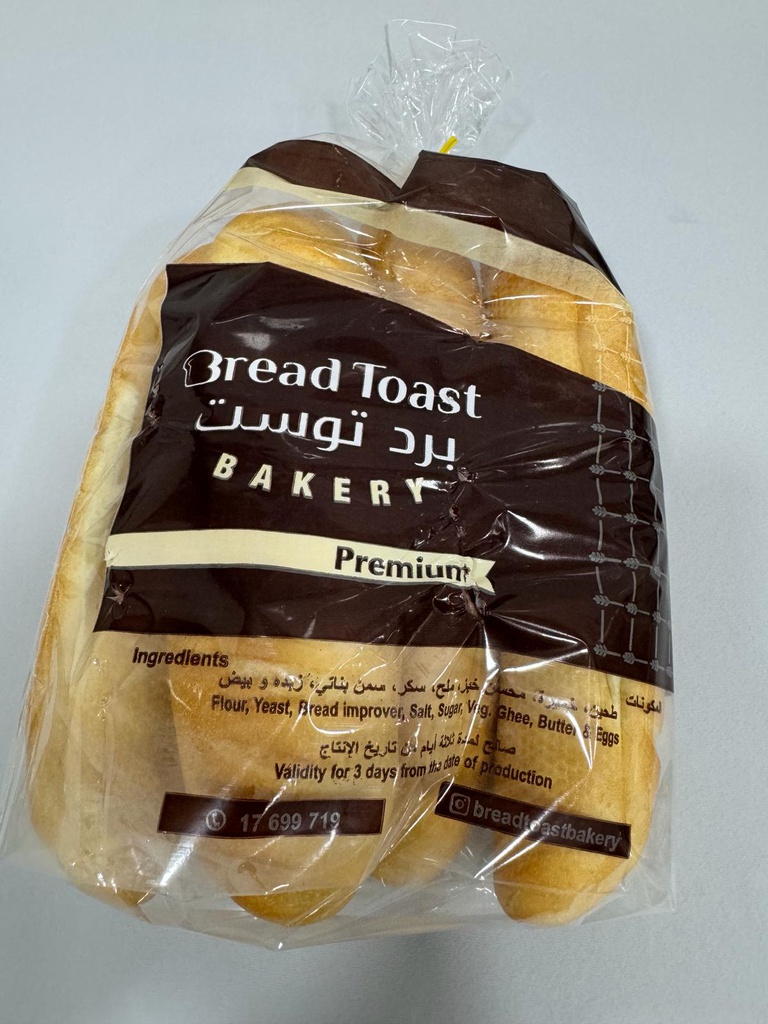 Bread Toast
برد توست
BAKERY
Premium
Ingredients
المكونات طحين، خميرة، محسن خبز، ملح، سكر، سمن بناتي، زبده و بيض
Flour, Yeast, Bread improver, Salt, Sugar, Veg. Ghee, Butter & Eggs
صالح لمدة ثلاثة أيام من تاريخ الإنتاج
Validity for 3 days from the date of production
17 699 719
breadtoastbakery